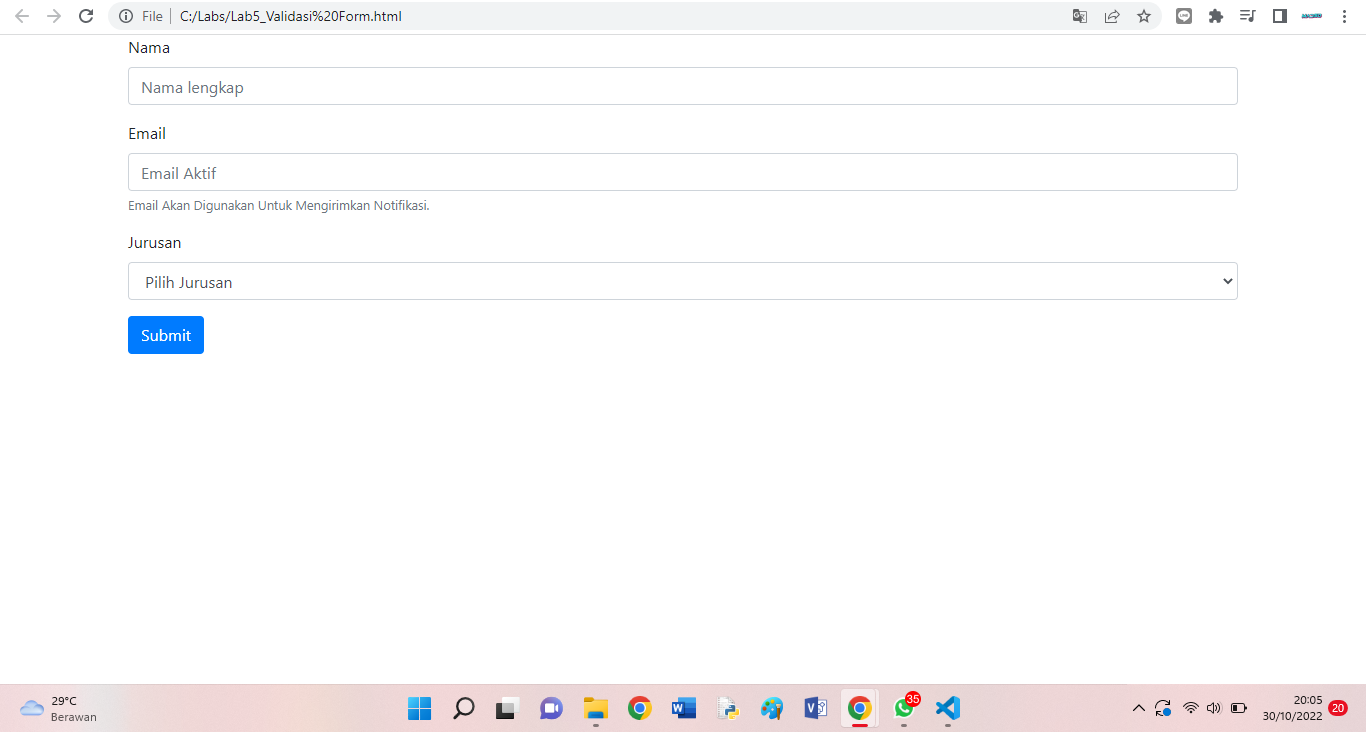 File | C:/Labs/Lab5_Validasi%20Form.html
Nama
Nama lengkap
Email
Email Aktif
Email Akan Digunakan Untuk Mengirimkan Notifikasi.
Jurusan
Pilih Jurusan
Submit
29°C
Berawan
35
20:05
30/10/2022
20